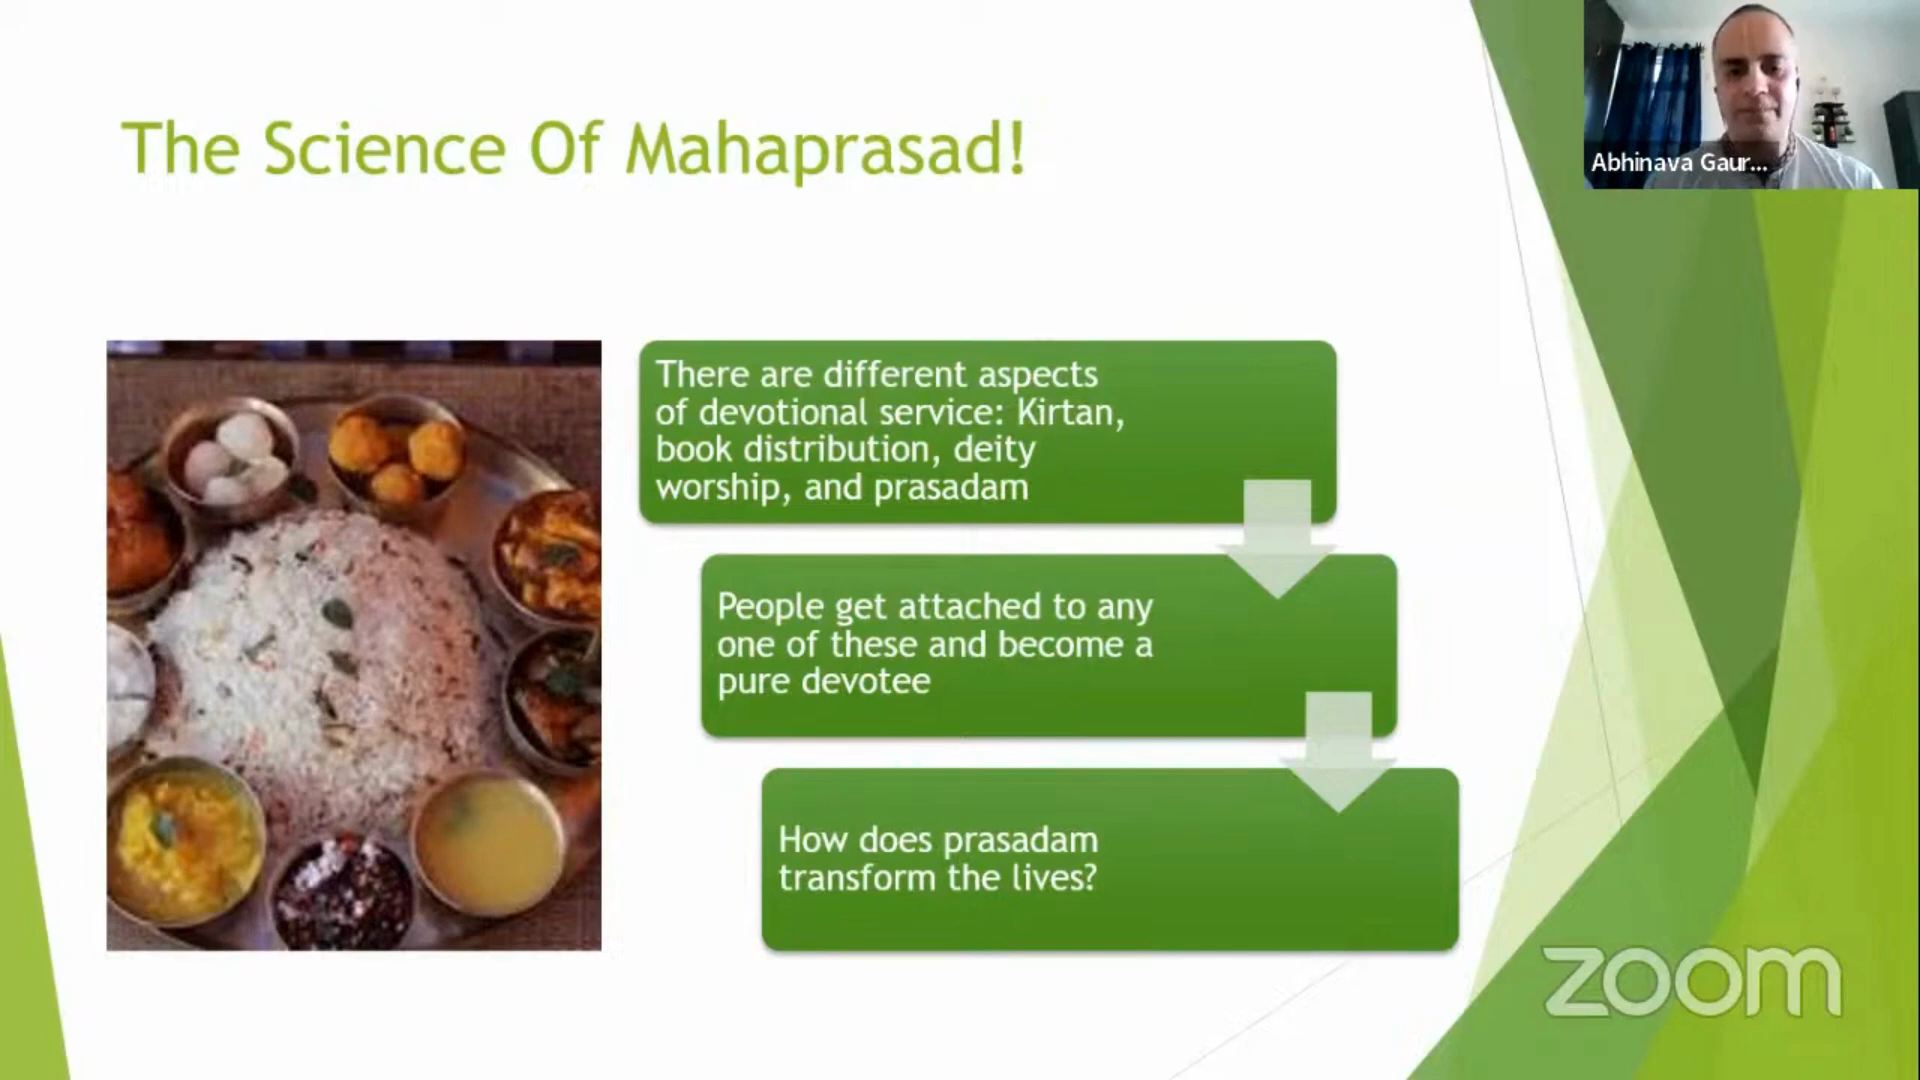 The Science Of Mahaprasad!
Abhinava Gaur...
There are different aspects
of devotional service: Kirtan,
book distribution, deity
worship, and prasadam
People get attached to any
one of these and become a
pure devotee
How does prasadam
transform the lives?
zoom